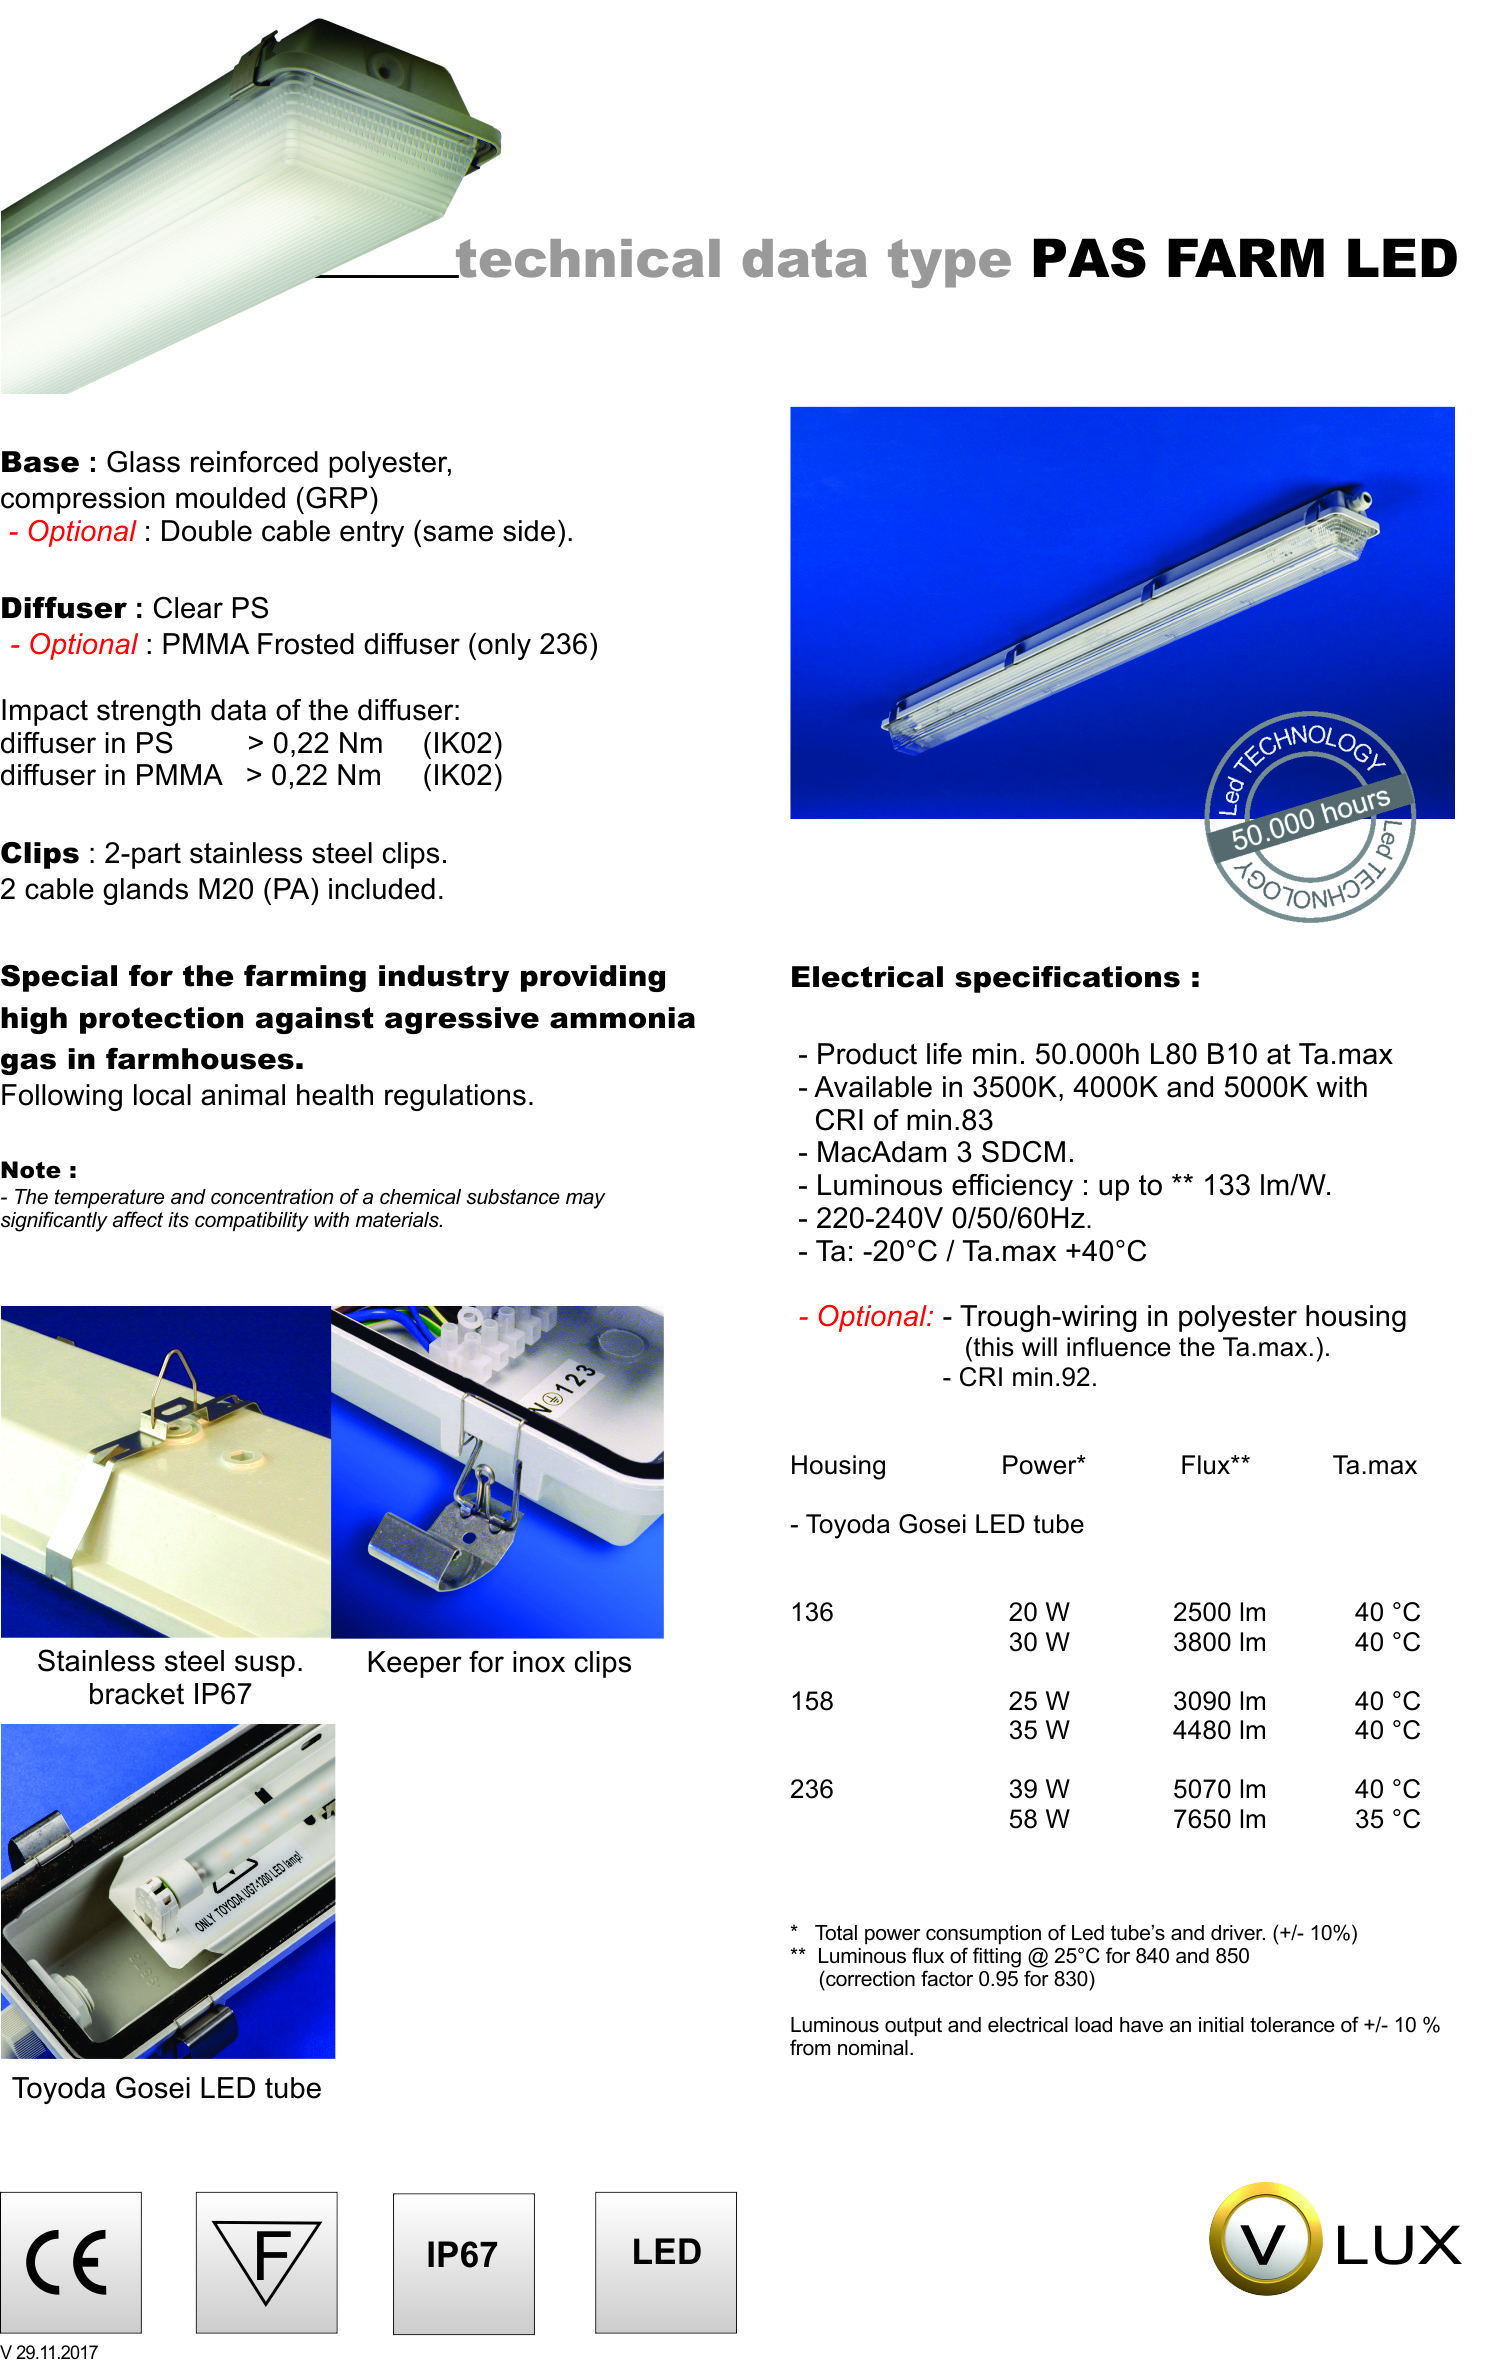 technical data type PAS FARM LED
Base : Glass reinforced polyester,
compression moulded (GRP)
- Optional : Double cable entry (same side).
Diffuser : Clear PS
- Optional : PMMA Frosted diffuser (only 236)
Impact strength data of the diffuser:
diffuser in PS > 0,22 Nm (IK02)
diffuser in PMMA > 0,22 Nm (IK02)
Clips : 2-part stainless steel clips.
2 cable glands M20 (PA) included.
Special for the farming industry providing
high protection against agressive ammonia
gas in farmhouses.
Following local animal health regulations.
Note :
- The temperature and concentration of a chemical substance may
significantly affect its compatibility with materials.
N 1 2 3
Stainless steel susp.
bracket IP67
Keeper for inox clips
ONLY TOYODA UG7-1200 LED lamp!
Toyoda Gosei LED tube
Led TECHNOLOGY
50.000 hours
Led TECHNOLOGY
Electrical specifications :
- Product life min. 50.000h L80 B10 at Ta.max
- Available in 3500K, 4000K and 5000K with
CRI of min.83
- MacAdam 3 SDCM.
- Luminous efficiency : up to ** 133 lm/W.
- 220-240V 0/50/60Hz.
- Ta: -20°C / Ta.max +40°C
- Optional: - Trough-wiring in polyester housing
(this will influence the Ta.max.).
- CRI min.92.
Housing Power* Flux** Ta.max
- Toyoda Gosei LED tube
136 20 W 2500 lm 40 °C
30 W 3800 lm 40 °C
158 25 W 3090 lm 40 °C
35 W 4480 lm 40 °C
236 39 W 5070 lm 40 °C
58 W 7650 lm 35 °C
* Total power consumption of Led tube’s and driver. (+/- 10%)
** Luminous flux of fitting @ 25°C for 840 and 850
(correction factor 0.95 for 830)
Luminous output and electrical load have an initial tolerance of +/- 10 %
from nominal.
CE
F
IP67
LED
V LUX
V 29.11.2017